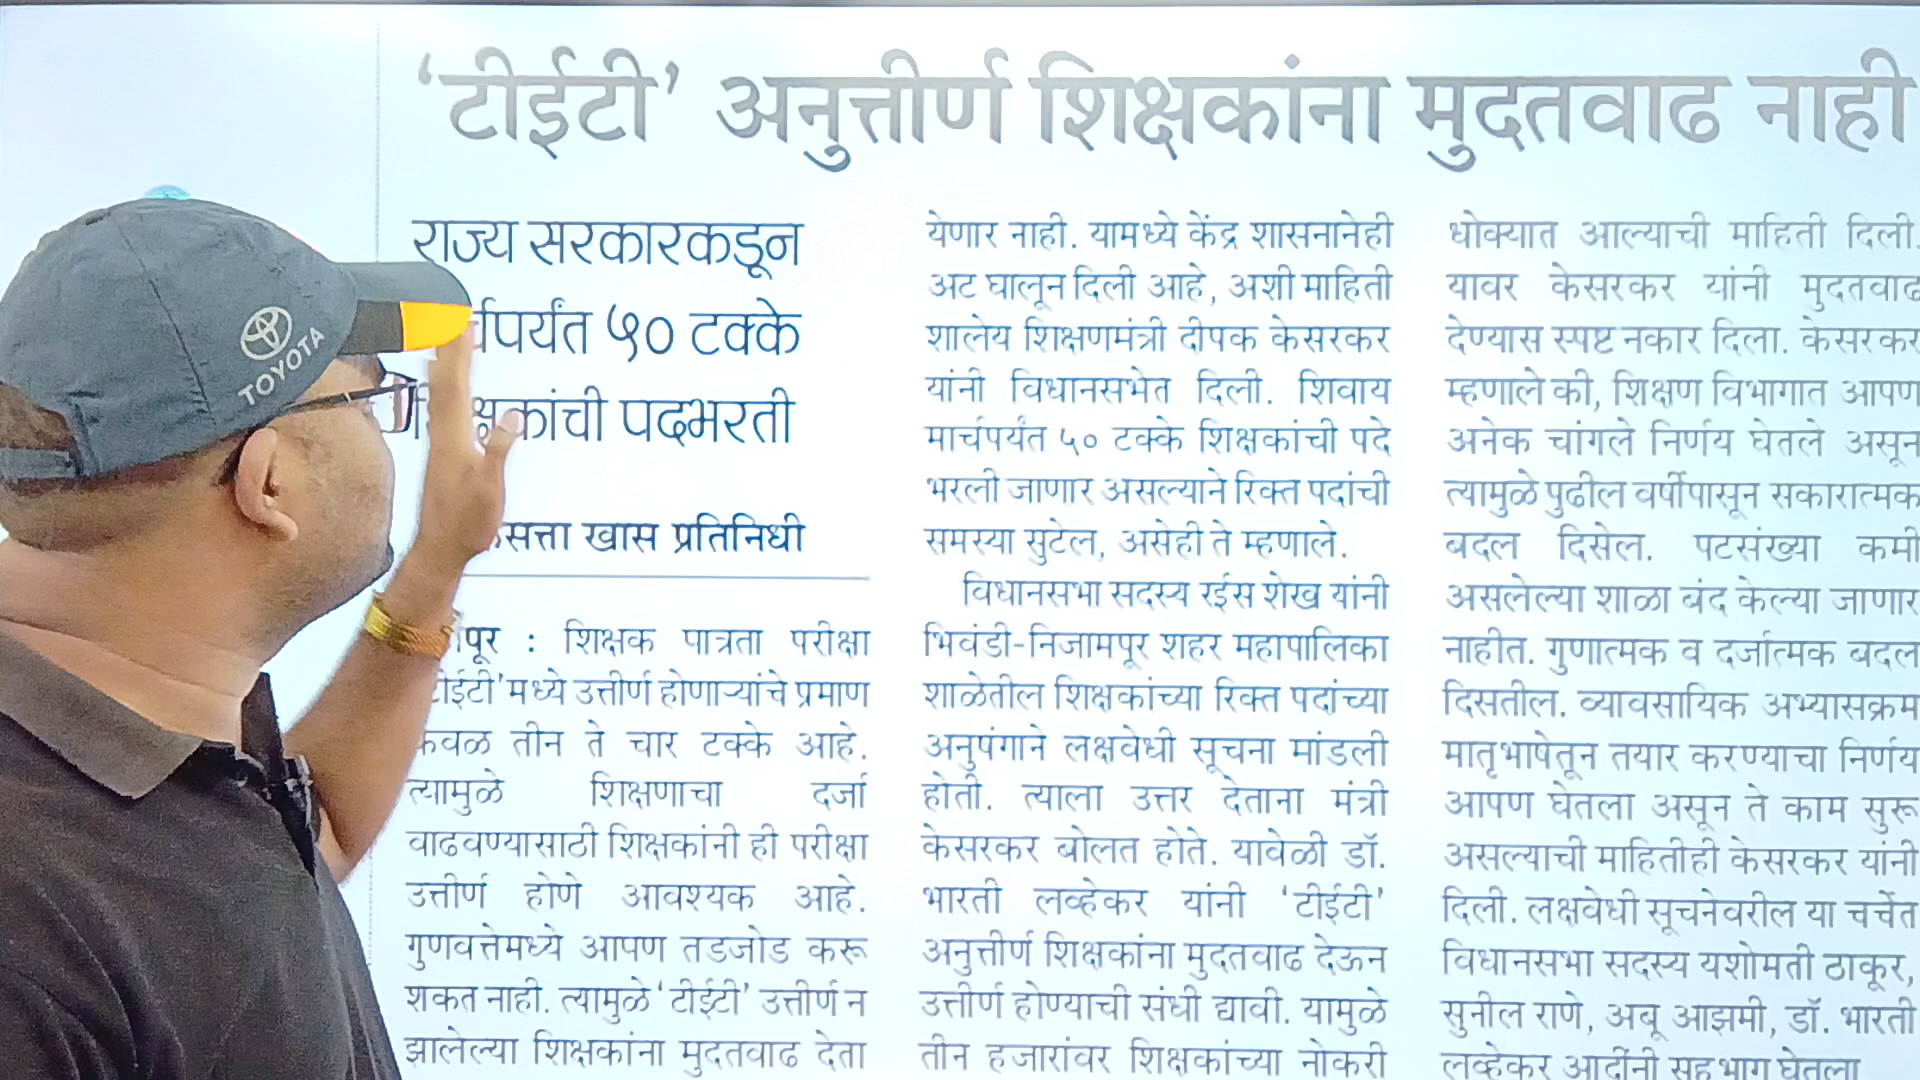 'टीईटी' अनुत्तीर्ण शिक्षकांना मुदतवाढ नाही
राज्य सरकारकडून
र्चपर्यंत ५० टक्के
क्षकांची पदभरती
सत्ता खास प्रतिनिधी
पूर : शिक्षक पात्रता परीक्षा
टीईटी'मध्ये उत्तीर्ण होणाऱ्यांचे प्रमाण
केवळ तीन ते चार टक्के आहे.
त्यामुळे शिक्षणाचा दर्जा
वाढवण्यासाठी शिक्षकांनी ही परीक्षा
उत्तीर्ण होणे आवश्यक आहे.
गुणवत्तेमध्ये आपण तडजोड करू
शकत नाही. त्यामुळे 'टीईटी' उत्तीर्ण न
झालेल्या शिक्षकांना मुदतवाढ देता
येणार नाही. यामध्ये केंद्र शासनानेही
अट घालून दिली आहे, अशी माहिती
शालेय शिक्षणमंत्री दीपक केसरकर
यांनी विधानसभेत दिली. शिवाय
मार्चपर्यंत ५० टक्के शिक्षकांची पदे
भरली जाणार असल्याने रिक्त पदांची
समस्या सुटेल, असेही ते म्हणाले.
विधानसभा सदस्य रईस शेख यांनी
भिवंडी-निजामपूर शहर महापालिका
शाळेतील शिक्षकांच्या रिक्त पदांच्या
अनुषंगाने लक्षवेधी सूचना मांडली
होती. त्याला उत्तर देताना मंत्री
केसरकर बोलत होते. यावेळी डॉ.
भारती लव्हेकर यांनी 'टीईटी'
अनुत्तीर्ण शिक्षकांना मुदतवाढ देऊन
उत्तीर्ण होण्याची संधी द्यावी. यामुळे
तीन हजारांवर शिक्षकांच्या नोकरी
धोक्यात आल्याची माहिती दिली.
यावर केसरकर यांनी मुदतवाढ
देण्यास स्पष्ट नकार दिला. केसरकर
म्हणाले की, शिक्षण विभागात आपण
अनेक चांगले निर्णय घेतले असून
त्यामुळे पुढील वर्षीपासून सकारात्मक
बदल दिसेल. पटसंख्या कमी
असलेल्या शाळा बंद केल्या जाणार
नाहीत. गुणात्मक व दर्जात्मक बदल
दिसतील. व्यावसायिक अभ्यासक्रम
मातृभाषेतून तयार करण्याचा निर्णय
आपण घेतला असून ते काम सुरू
असल्याची माहितीही केसरकर यांनी
दिली. लक्षवेधी सूचनेवरील या चर्चेत
विधानसभा सदस्य यशोमती ठाकूर,
सुनील राणे, अबू आझमी, डॉ. भारती
लव्हेकर आदींनी सहभाग घेतला
TOYOTA